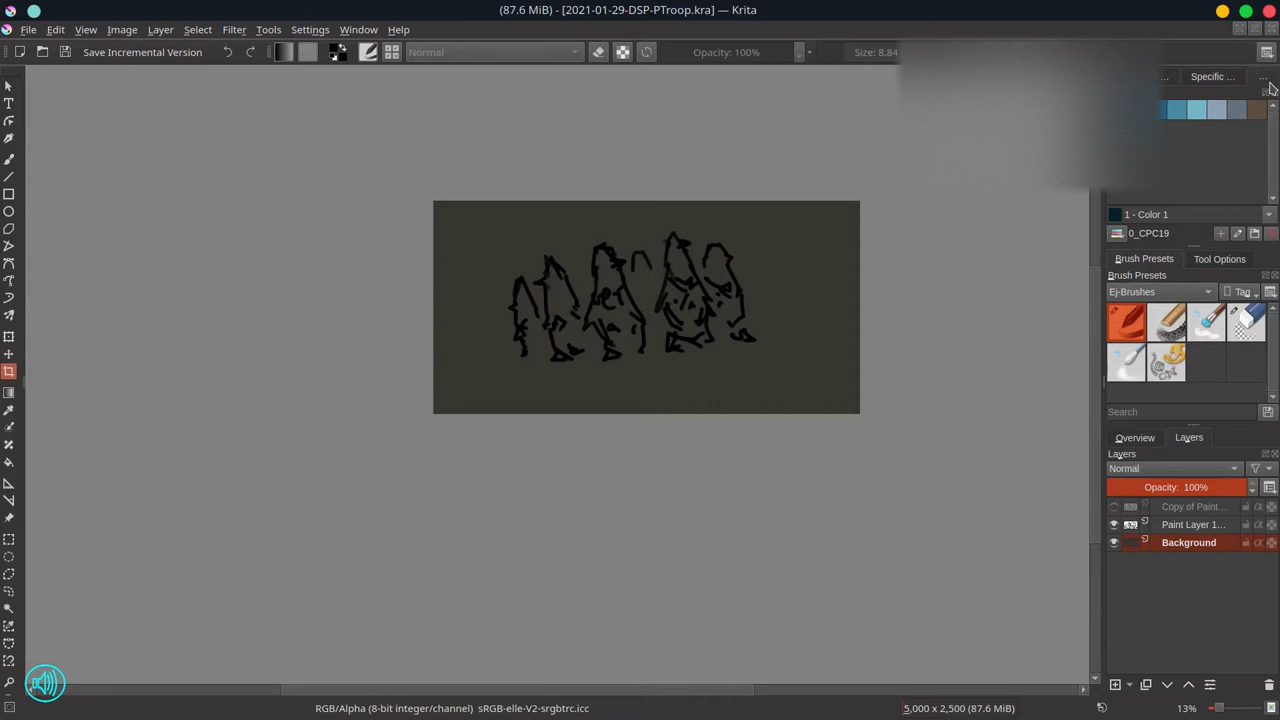 (87.6 MiB) - [2021-01-29-DSP-PTroop.kra] — Krita
File Edit View Image Layer Select Filter Tools Settings Window Help
Save Incremental Version Normal Opacity: 100% Size: 8.84
... Specific ... ...
1 - Color 1
0_CPC19
Brush Presets Tool Options
Brush Presets
Ej-Brushes Tag
Search
Overview Layers
Layers
Normal
Opacity: 100%
Copy of Paint...
Paint Layer 1...
Background
RGB/Alpha (8-bit integer/channel) sRGB-elle-V2-srgbtrc.icc 5,000 x 2,500 (87.6 MiB) 13%